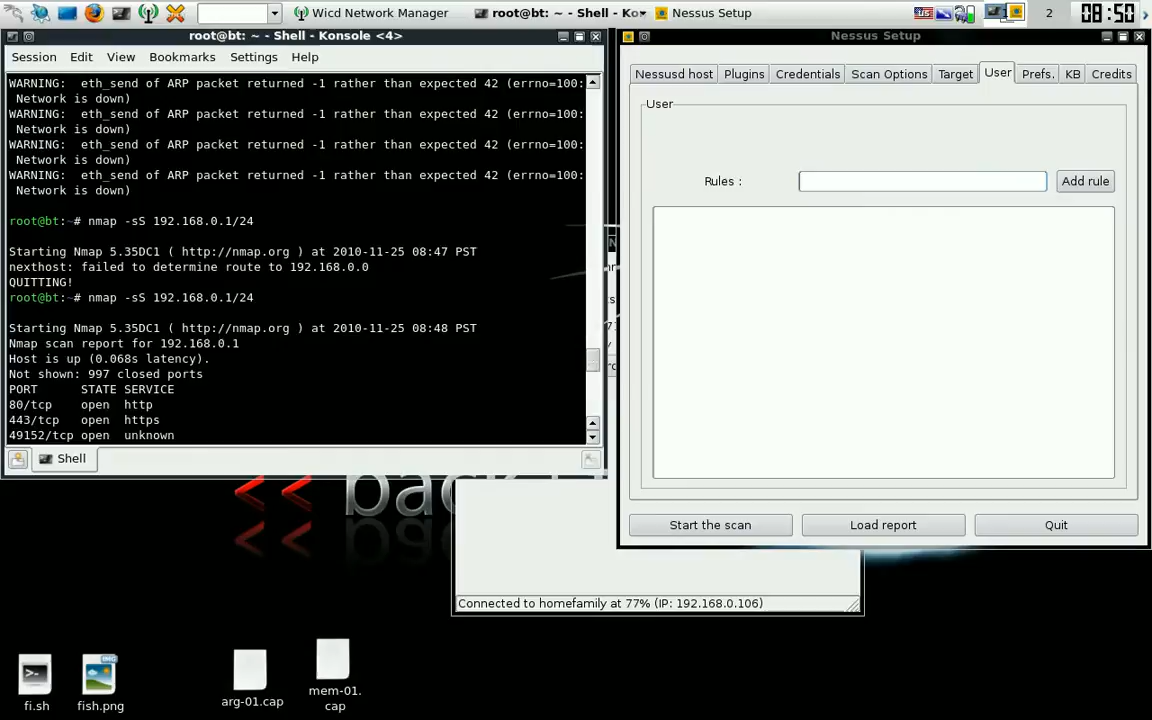 Wicd Network Manager
root@bt: ~ - Shell - Ko
Nessus Setup
2
08:50
root@bt: ~ - Shell - Konsole <4>
Session Edit View Bookmarks Settings Help
WARNING:  eth_send of ARP packet returned -1 rather than expected 42 (errno=100:
 Network is down)
WARNING:  eth_send of ARP packet returned -1 rather than expected 42 (errno=100:
 Network is down)
WARNING:  eth_send of ARP packet returned -1 rather than expected 42 (errno=100:
 Network is down)
WARNING:  eth_send of ARP packet returned -1 rather than expected 42 (errno=100:
 Network is down)
root@bt:~# nmap -sS 192.168.0.1/24
Starting Nmap 5.35DC1 ( http://nmap.org ) at 2010-11-25 08:47 PST
nexthost: failed to determine route to 192.168.0.0
QUITTING!
root@bt:~# nmap -sS 192.168.0.1/24
Starting Nmap 5.35DC1 ( http://nmap.org ) at 2010-11-25 08:48 PST
Nmap scan report for 192.168.0.1
Host is up (0.068s latency).
Not shown: 997 closed ports
PORT      STATE SERVICE
80/tcp    open  http
443/tcp   open  https
49152/tcp open  unknown
Shell
Nessus Setup
Nessusd host Plugins Credentials Scan Options Target User Prefs. KB Credits
User
Rules :
Add rule
Start the scan Load report Quit
<< back
Connected to homefamily at 77% (IP: 192.168.0.106)
fi.sh
fish.png
arg-01.cap
mem-01.
cap